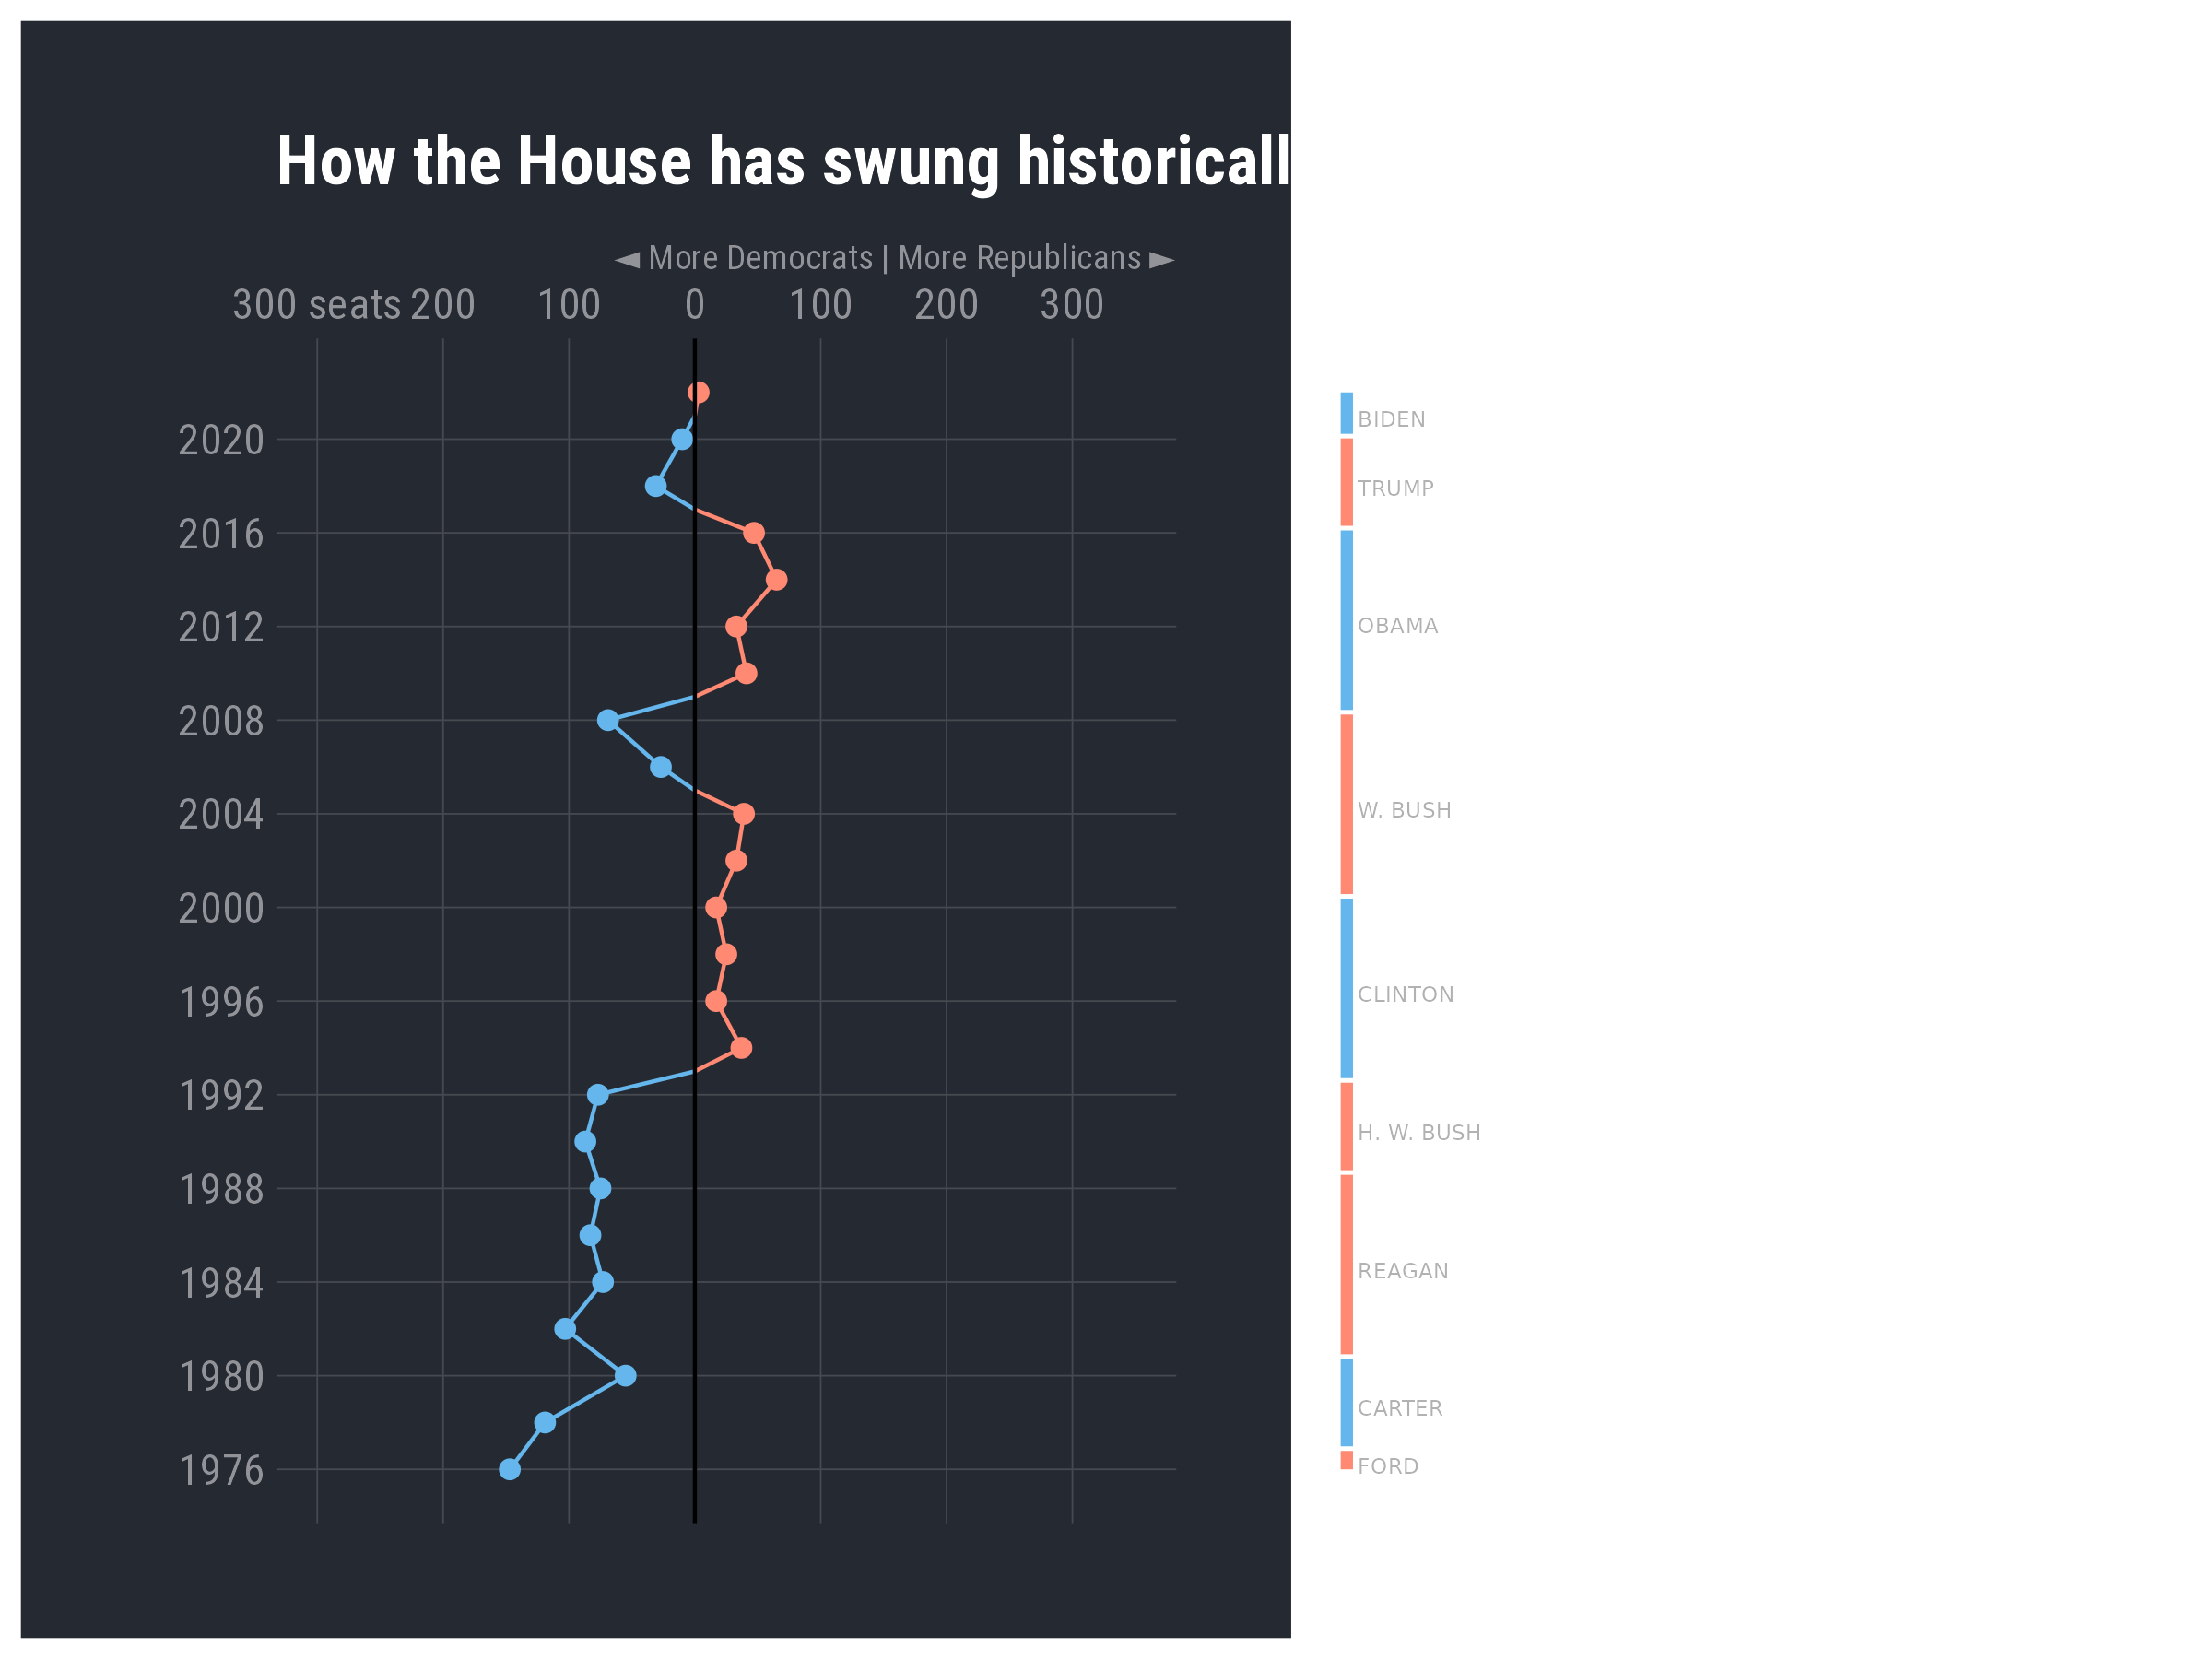 How the House has swung historicall
◄ More Democrats | More Republicans ►
300 seats 200 100 0 100 200 300
2020
2016
2012
2008
2004
2000
1996
1992
1988
1984
1980
1976
BIDEN
TRUMP
OBAMA
W. BUSH
CLINTON
H. W. BUSH
REAGAN
CARTER
FORD